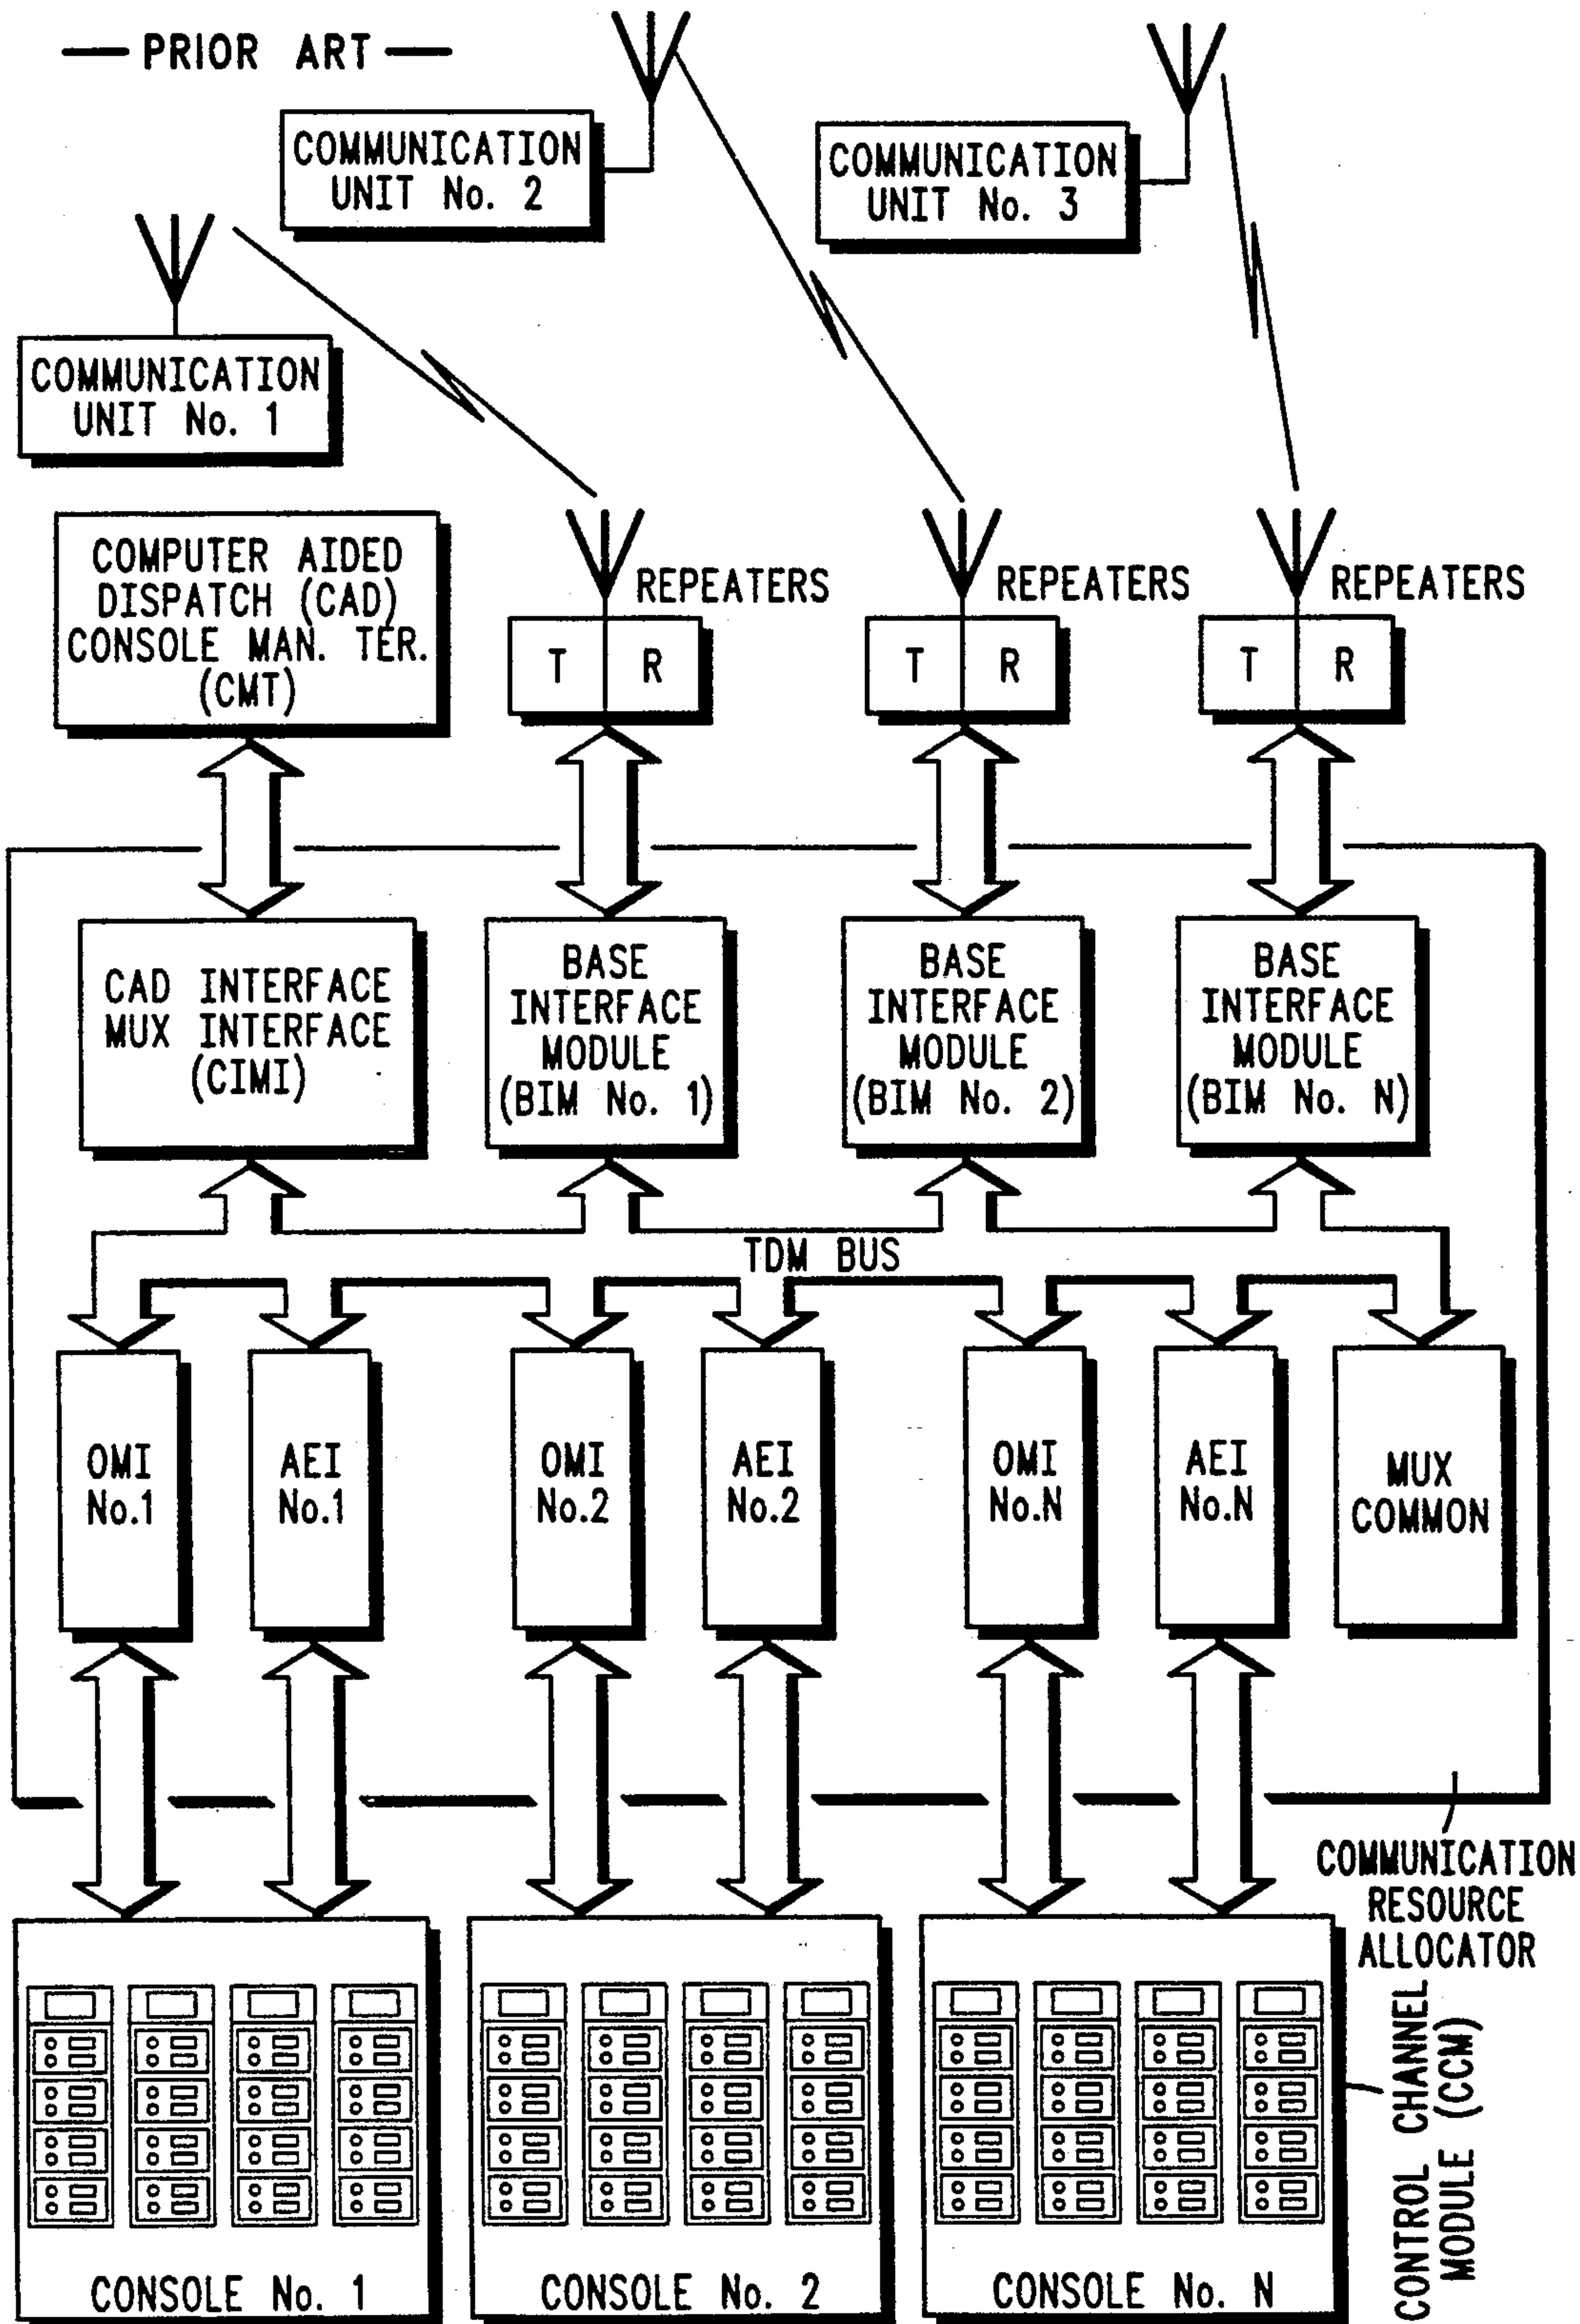 PRIOR ART
COMMUNICATION
UNIT No. 2
COMMUNICATION
UNIT No. 3
COMMUNICATION
UNIT No. 1
COMPUTER AIDED
DISPATCH (CAD)
CONSOLE MAN. TER.
(CMT)
REPEATERS
T R
REPEATERS
T R
REPEATERS
T R
CAD INTERFACE
MUX INTERFACE
(CIMI)
BASE
INTERFACE
MODULE
(BIM No. 1)
BASE
INTERFACE
MODULE
(BIM No. 2)
BASE
INTERFACE
MODULE
(BIM No. N)
TDM BUS
OMI
No.1
AEI
No.1
OMI
No.2
AEI
No.2
OMI
No.N
AEI
No.N
MUX
COMMON
COMMUNICATION
RESOURCE
ALLOCATOR
CONTROL CHANNEL
MODULE (CCM)
CONSOLE No. 1
CONSOLE No. 2
CONSOLE No. N